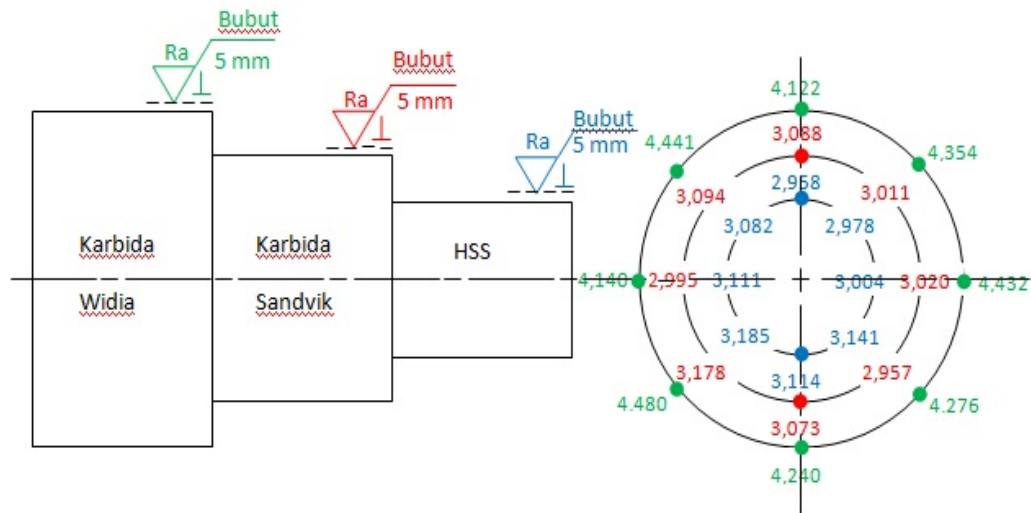 Bubut
Ra
5 mm
⊥
Bubut
Ra
5 mm
⊥
Bubut
Ra
5 mm
⊥
Karbida
Widia
Karbida
Sandvik
HSS
4,122
4,441
3,088
4,354
3,094
2,958
3,011
3,082
2,978
4,140
2,995
3,111
3,004
3,020
4,432
3,185
3,141
3,178
3,114
2,957
4.480
3,073
4.276
4,240